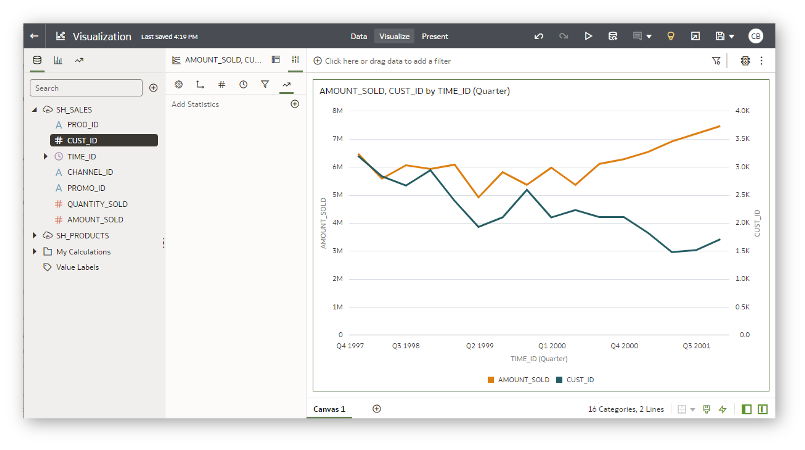 Visualization
Last Saved 4:19 PM
Data
Visualize
Present
CB
AMOUNT_SOLD, CU...
Click here or drag data to add a filter
Search
Add Statistics
SH_SALES
A PROD_ID
# CUST_ID
TIME_ID
A CHANNEL_ID
A PROMO_ID
# QUANTITY_SOLD
# AMOUNT_SOLD
SH_PRODUCTS
My Calculations
Value Labels
AMOUNT_SOLD, CUST_ID by TIME_ID (Quarter)
8M
7M
6M
5M
4M
3M
2M
1M
0
AMOUNT_SOLD
4.0K
3.5K
3.0K
2.5K
2.0K
1.5K
1.0K
0.5K
0.0
CUST_ID
Q4 1997
Q3 1998
Q2 1999
Q1 2000
Q4 2000
Q3 2001
TIME_ID (Quarter)
AMOUNT_SOLD
CUST_ID
Canvas 1
16 Categories, 2 Lines